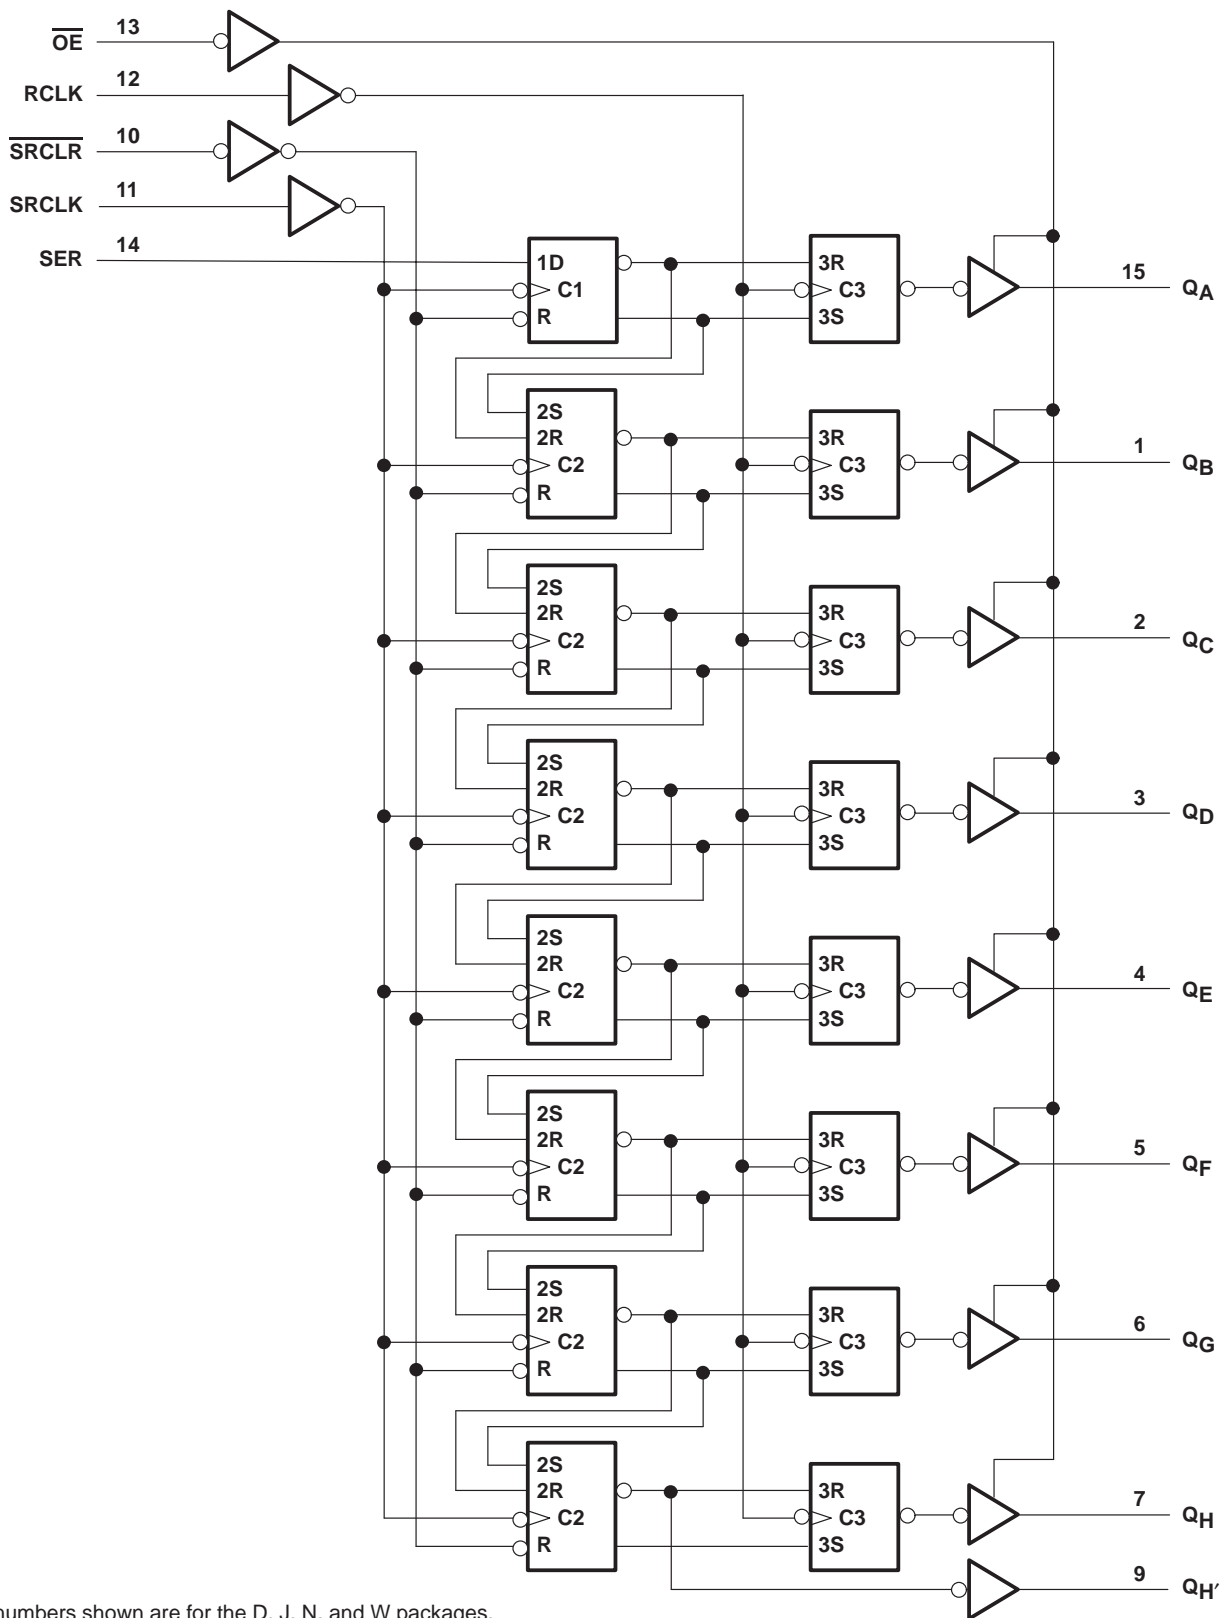 OE 13
RCLK 12
SRCLR 10
SRCLK 11
SER 14
1D
C1
R
3R
C3
3S
15 QA
2S
2R
C2
R
3R
C3
3S
1 QB
2S
2R
C2
R
3R
C3
3S
2 QC
2S
2R
C2
R
3R
C3
3S
3 QD
2S
2R
C2
R
3R
C3
3S
4 QE
2S
2R
C2
R
3R
C3
3S
5 QF
2S
2R
C2
R
3R
C3
3S
6 QG
2S
2R
C2
R
3R
C3
3S
7 QH
9 QH′
numbers shown are for the D, J, N, and W packages.